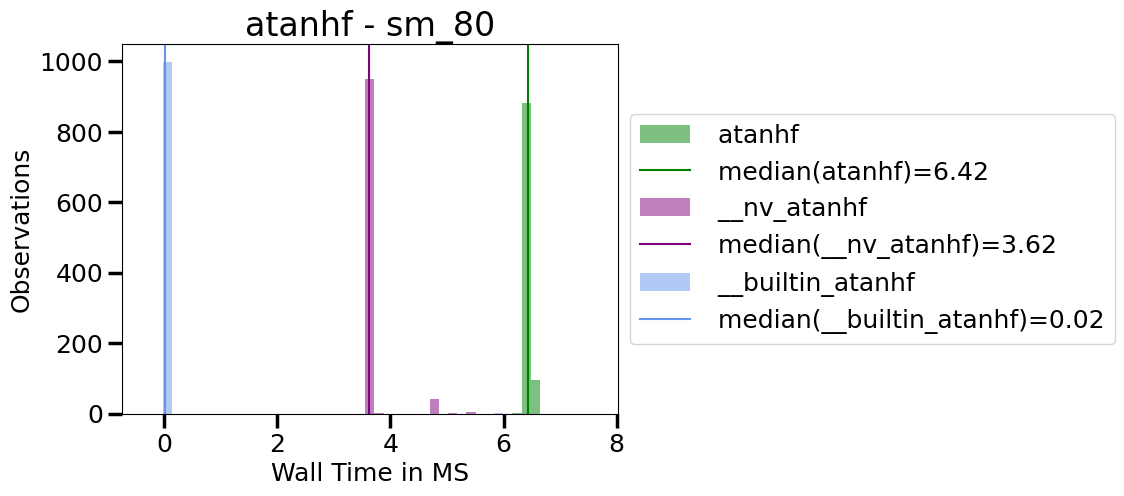 atanhf - sm_80
1000
800
600
400
200
0
Observations
0 2 4 6 8
Wall Time in MS
atanhf
median(atanhf)=6.42
__nv_atanhf
median(__nv_atanhf)=3.62
__builtin_atanhf
median(__builtin_atanhf)=0.02